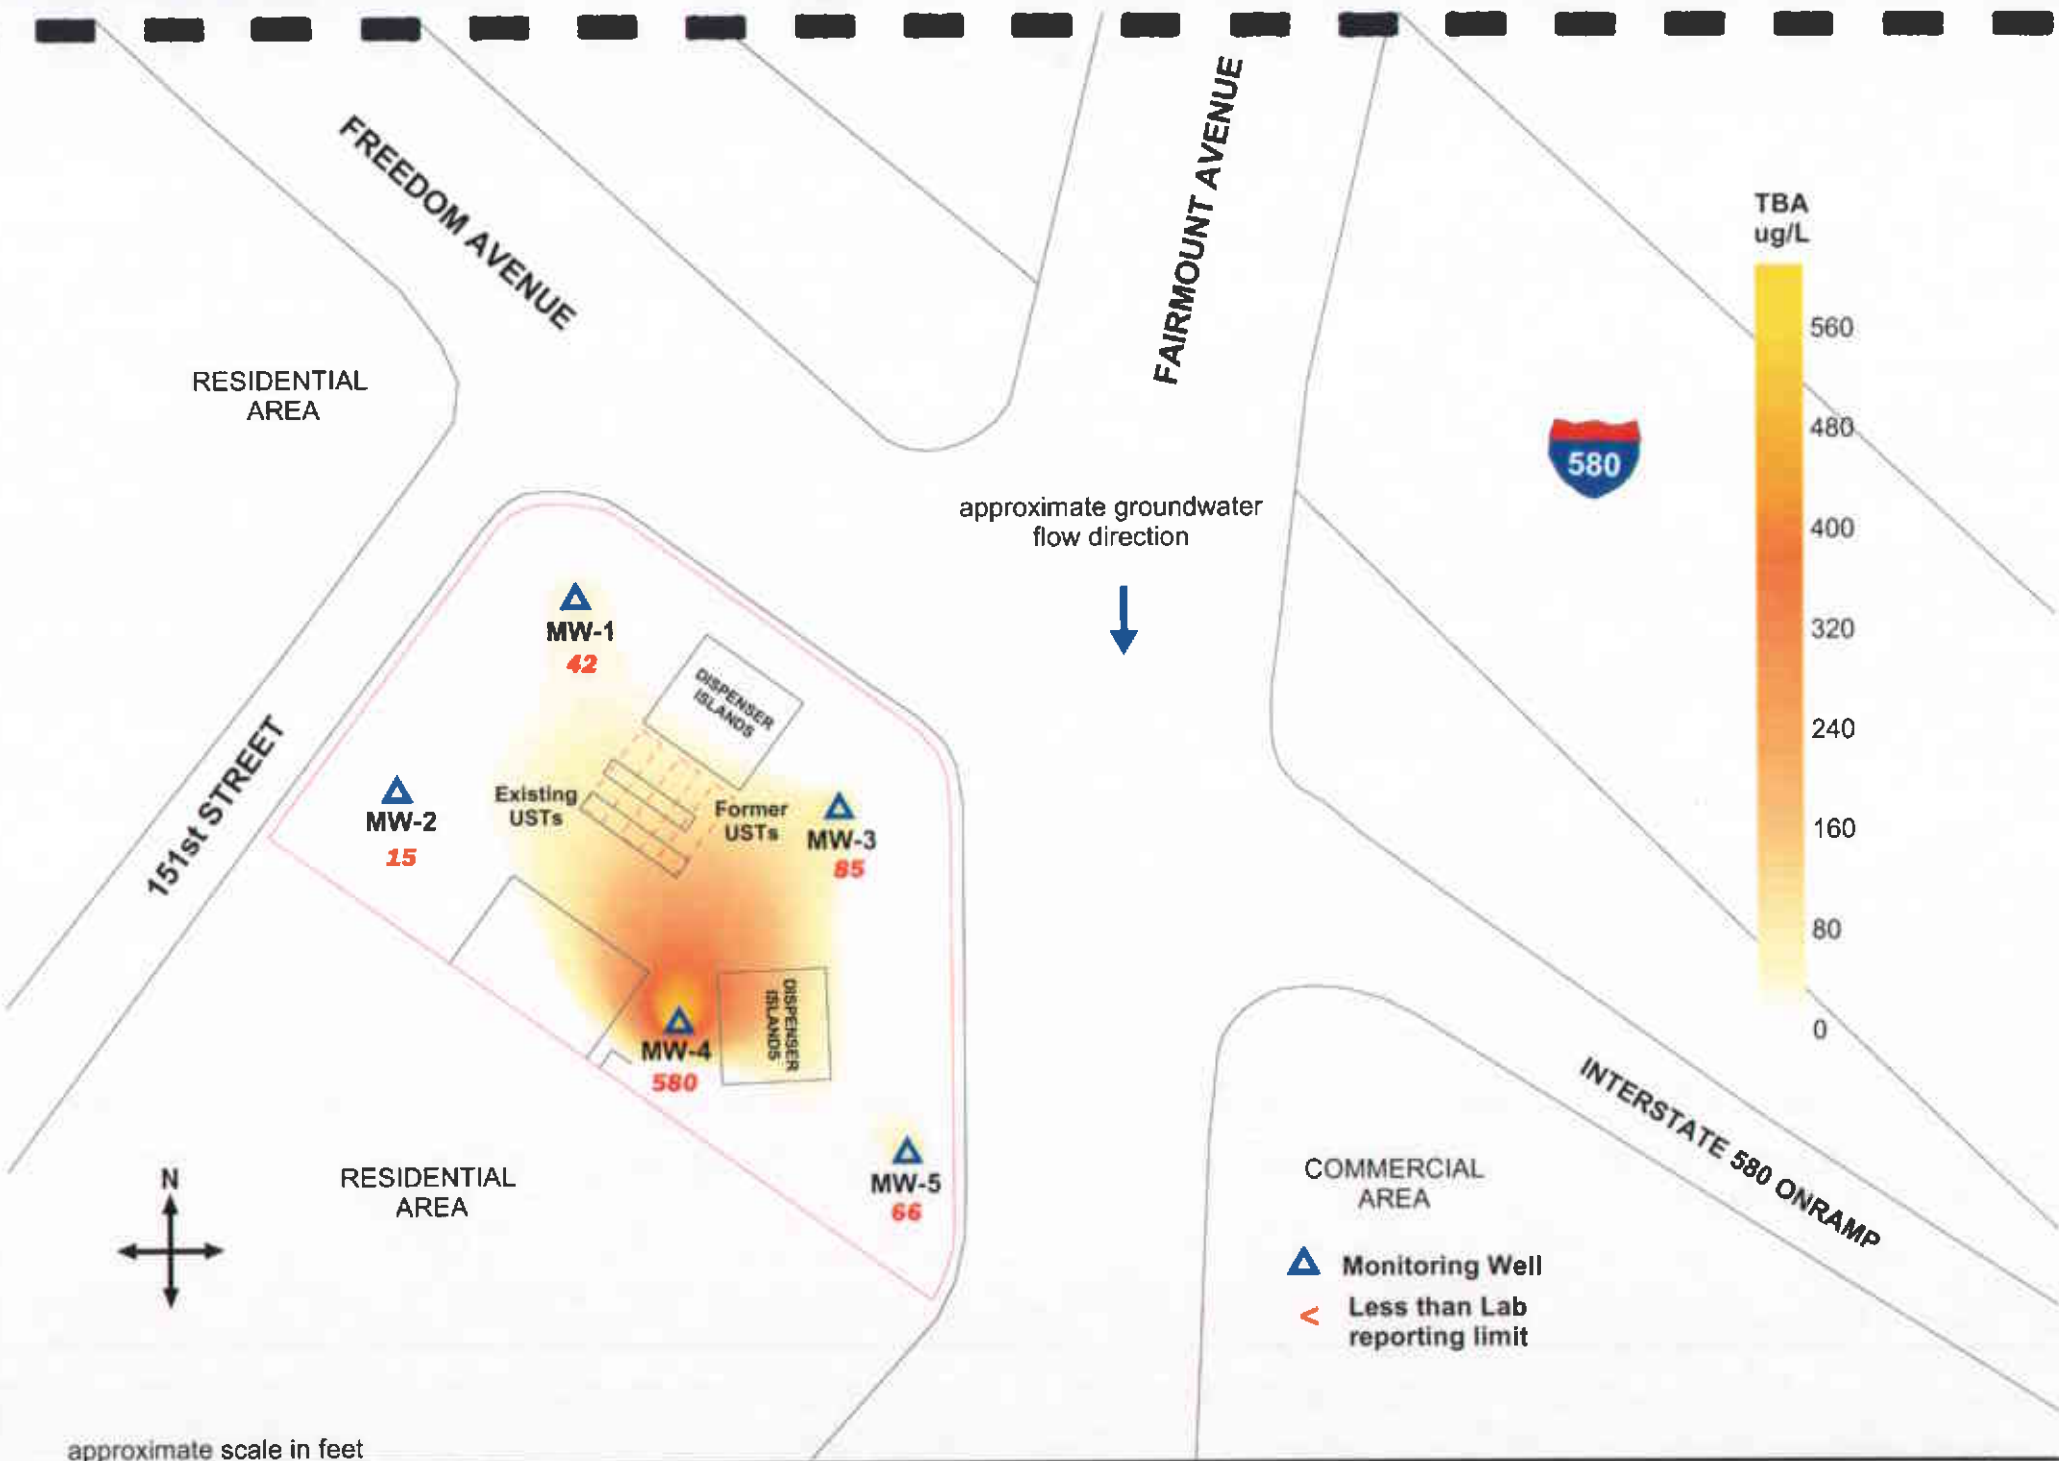 FREEDOM AVENUE
FAIRMOUNT AVENUE
TBA
ug/L
560
480
400
320
240
160
80
0
RESIDENTIAL
AREA
580
approximate groundwater
flow direction
MW-1
42
DISPENSER
ISLANDS
151st STREET
MW-2
15
Existing
USTs
Former
USTs
MW-3
85
DISPENSER
ISLANDS
MW-4
580
MW-5
66
N
RESIDENTIAL
AREA
COMMERCIAL
AREA
INTERSTATE 580 ONRAMP
Monitoring Well
< Less than Lab
reporting limit
approximate scale in feet